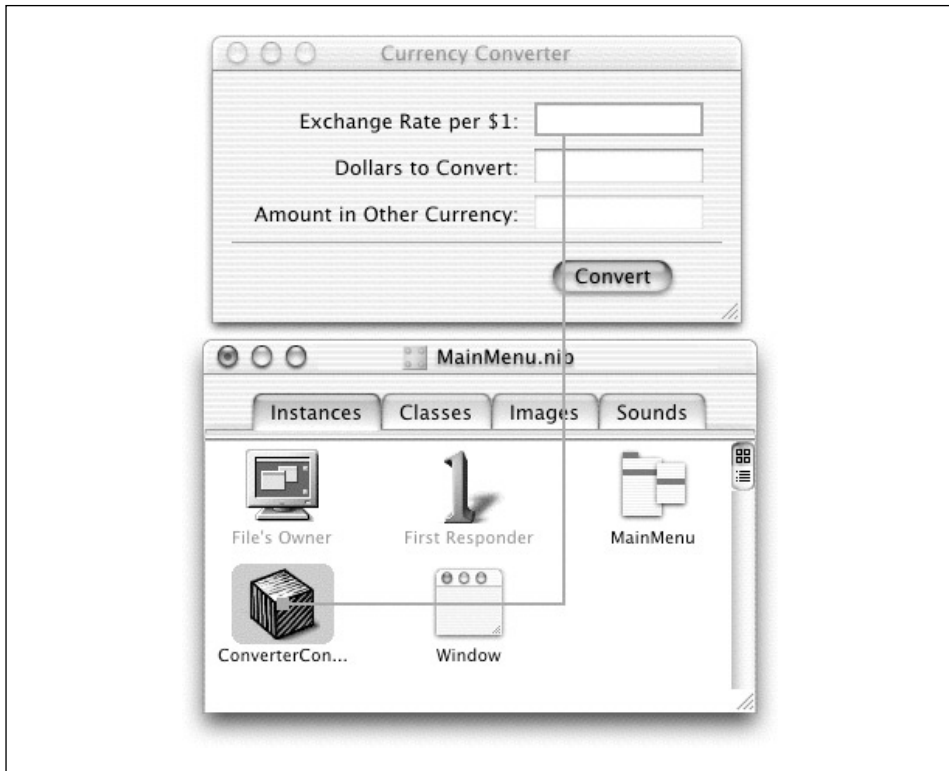 Currency Converter
Exchange Rate per $1:
Dollars to Convert:
Amount in Other Currency:
Convert
MainMenu.nib
Instances Classes Images Sounds
File's Owner First Responder MainMenu
ConverterCon... Window